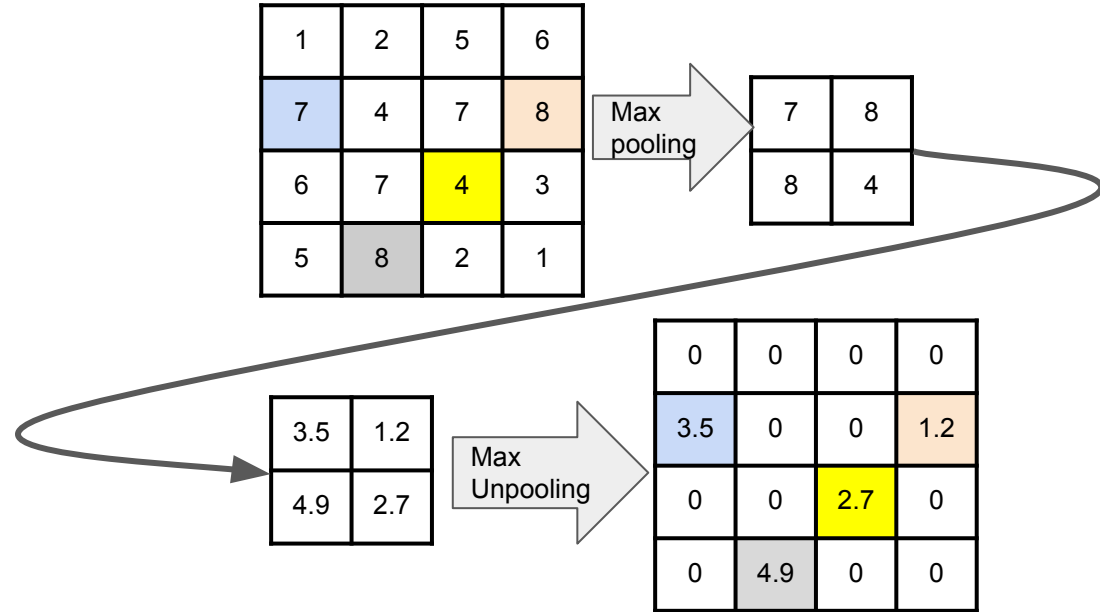 1 2 5 6
7 4 7 8
6 7 4 3
5 8 2 1
Max
pooling
7 8
8 4
3.5 1.2
4.9 2.7
Max
Unpooling
0 0 0 0
3.5 0 0 1.2
0 0 2.7 0
0 4.9 0 0